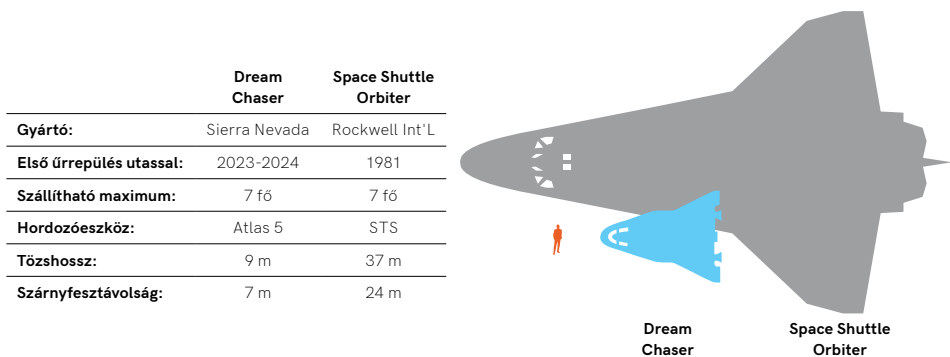 Dream Chaser Space Shuttle Orbiter
Gyártó: Sierra Nevada Rockwell Int'L
Első űrrepülés utassal: 2023-2024 1981
Szállítható maximum: 7 fő 7 fő
Hordozóeszköz: Atlas 5 STS
Tözshossz: 9 m 37 m
Szárnyfesztávolság: 7 m 24 m
Dream
Chaser
Space Shuttle
Orbiter